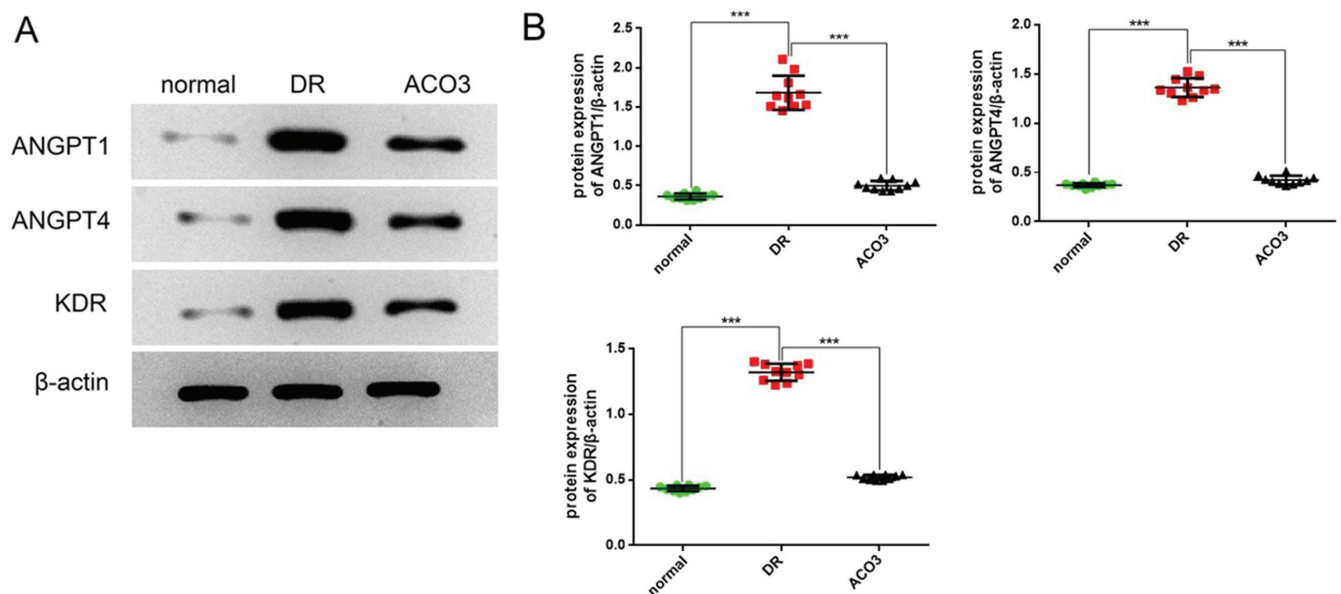 A
normal DR ACO3
ANGPT1
ANGPT4
KDR
β-actin
B
***
***
2.5
2.0
1.5
1.0
0.5
0.0
protein expression
of ANGPT1/β-actin
normal
DR
ACO3
***
***
2.0
1.5
1.0
0.5
0.0
protein expression
of ANGPT4/β-actin
normal
DR
ACO3
***
***
1.5
1.0
0.5
0.0
protein expression
of KDR/β-actin
normal
DR
ACO3